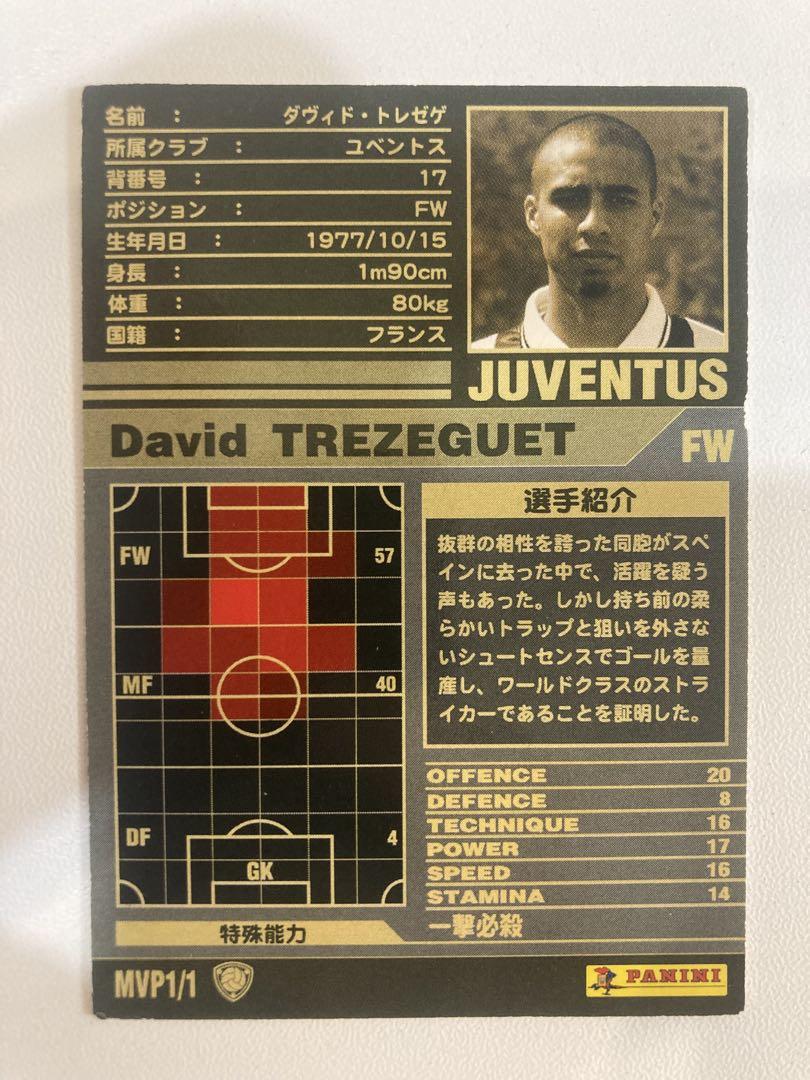 名前 : ダヴィド・トレゼゲ
所属クラブ : ユベントス
背番号 : 17
ポジション : FW
生年月日 : 1977/10/15
身長 : 1m90cm
体重 : 80kg
国籍 : フランス
JUVENTUS
David TREZEGUET
FW
FW 57
MF 40
DF 4
GK
選手紹介
抜群の相性を誇った同胞がスペ
インに去った中で、活躍を疑う
声もあった。しかし持ち前の柔
らかいトラップと狙いを外さな
いシュートセンスでゴールを量
産し、ワールドクラスのストラ
イカーであることを証明した。
OFFENCE 20
DEFENCE 8
TECHNIQUE 16
POWER 17
SPEED 16
STAMINA 14
特殊能力 一撃必殺
MVP1/1
PANINI